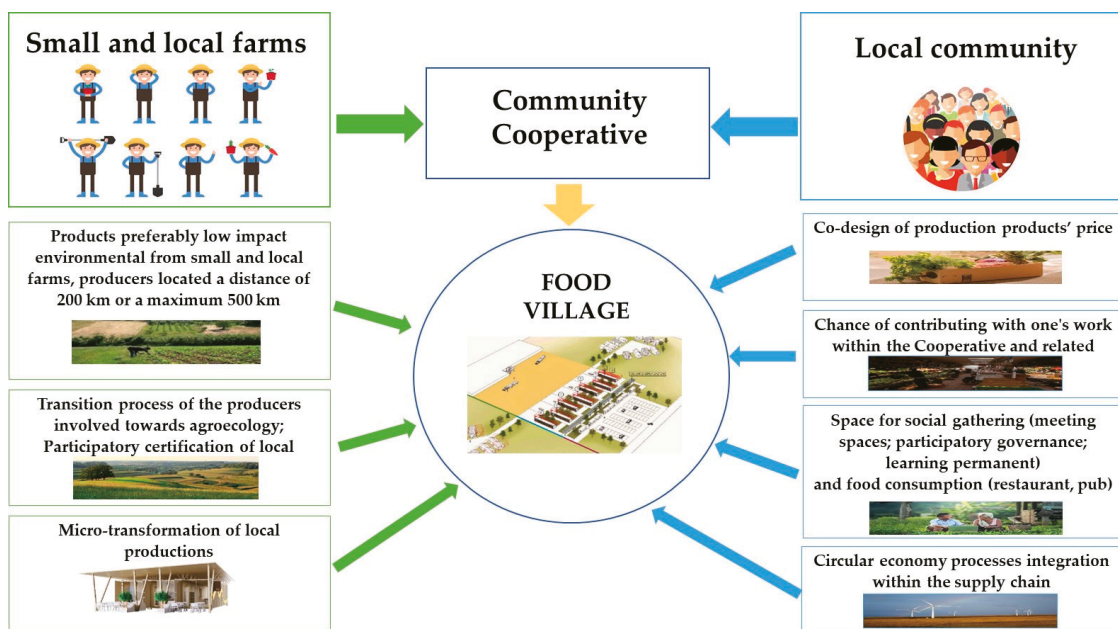 Small and local farms
Community
Cooperative
Local community
Products preferably low impact
environmental from small and local
farms, producers located a distance of
200 km or a maximum 500 km
Transition process of the producers
involved towards agroecology;
Participatory certification of local
Micro-transformation of local
productions
FOOD
VILLAGE
Co-design of production products’ price
Chance of contributing with one's work
within the Cooperative and related
Space for social gathering (meeting
spaces; participatory governance;
learning permanent)
and food consumption (restaurant, pub)
Circular economy processes integration
within the supply chain